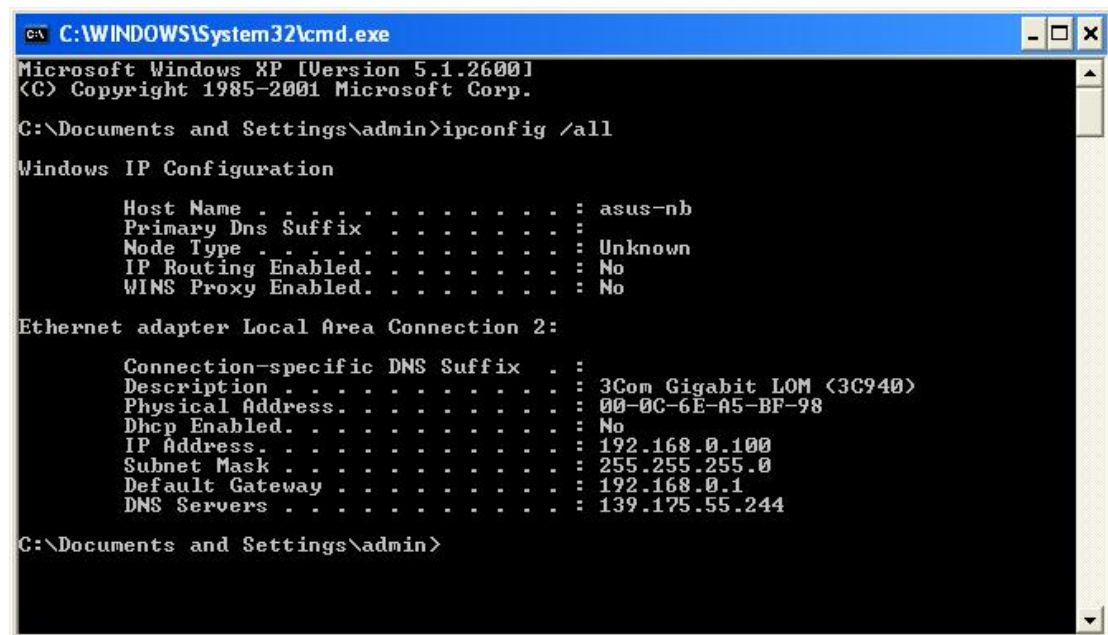 C:\WINDOWS\System32\cmd.exe
Microsoft Windows XP [Version 5.1.2600]
(C) Copyright 1985-2001 Microsoft Corp.
C:\Documents and Settings\admin>ipconfig /all
Windows IP Configuration
Host Name . . . . . . . . . . . . : asus-nb
Primary Dns Suffix . . . . . . . :
Node Type . . . . . . . . . . . . : Unknown
IP Routing Enabled. . . . . . . . : No
WINS Proxy Enabled. . . . . . . . : No
Ethernet adapter Local Area Connection 2:
Connection-specific DNS Suffix . :
Description . . . . . . . . . . . : 3Com Gigabit LOM (3C940)
Physical Address. . . . . . . . . : 00-0C-6E-A5-BF-98
Dhcp Enabled. . . . . . . . . . . : No
IP Address. . . . . . . . . . . . : 192.168.0.100
Subnet Mask . . . . . . . . . . . : 255.255.255.0
Default Gateway . . . . . . . . . : 192.168.0.1
DNS Servers . . . . . . . . . . . : 139.175.55.244
C:\Documents and Settings\admin>